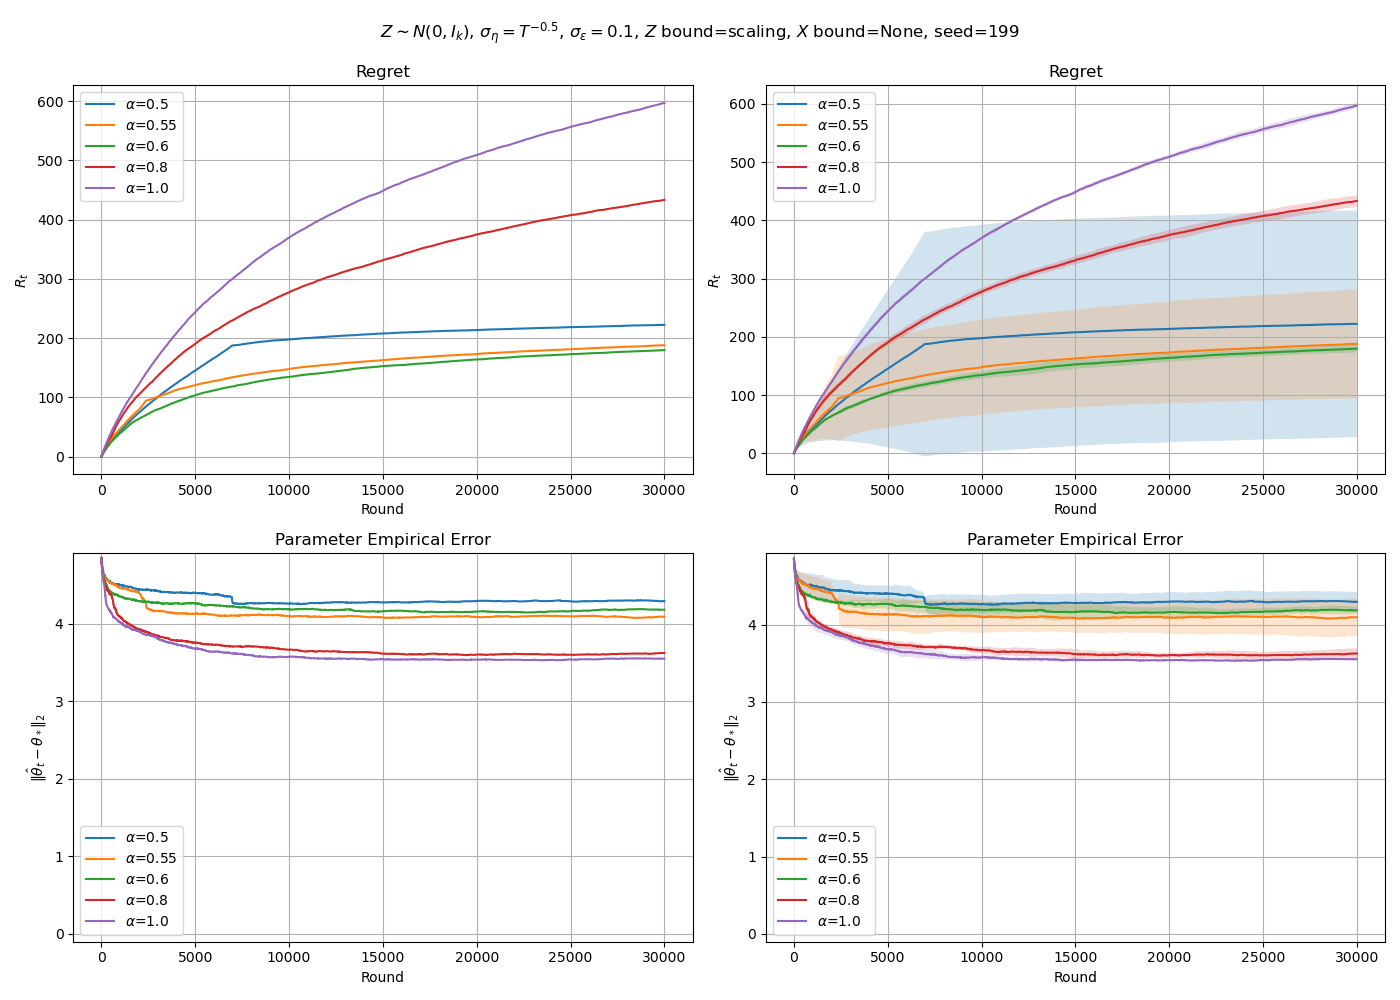 Z ~ N(0, I_k), σ_η = T^{-0.5}, σ_ε = 0.1, Z bound=scaling, X bound=None, seed=199
Regret
R_t
600
500
400
300
200
100
0
α=0.5
α=0.55
α=0.6
α=0.8
α=1.0
0 5000 10000 15000 20000 25000 30000
Round
Regret
R_t
600
500
400
300
200
100
0
α=0.5
α=0.55
α=0.6
α=0.8
α=1.0
0 5000 10000 15000 20000 25000 30000
Round
Parameter Empirical Error
‖θ̂_t − θ_*‖_2
4
3
2
1
0
α=0.5
α=0.55
α=0.6
α=0.8
α=1.0
0 5000 10000 15000 20000 25000 30000
Round
Parameter Empirical Error
‖θ̂_t − θ_*‖_2
4
3
2
1
0
α=0.5
α=0.55
α=0.6
α=0.8
α=1.0
0 5000 10000 15000 20000 25000 30000
Round